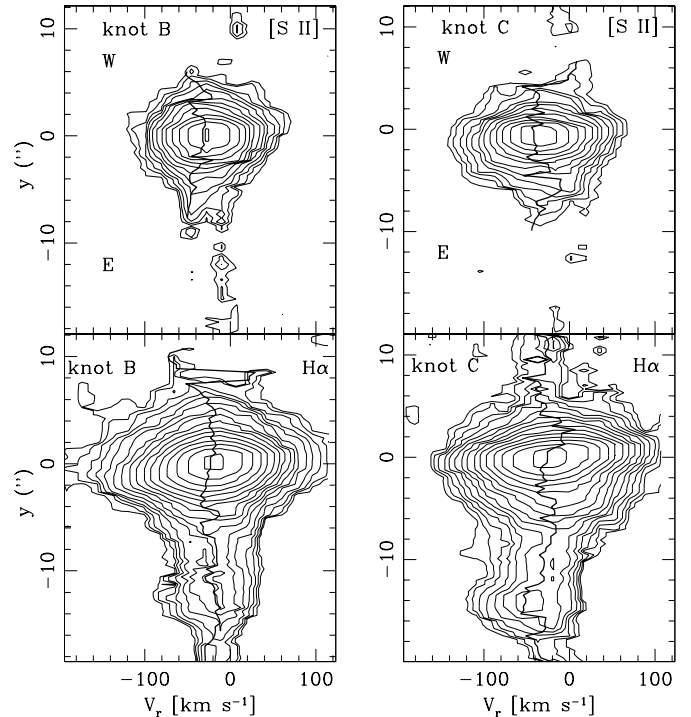 knot B [S II]
W
E
10
0
−10
y ('')
knot C [S II]
W
E
10
0
−10
knot B Hα
10
0
−10
y ('')
−100 0 100
V_r [km s⁻¹]
knot C Hα
10
0
−10
−100 0 100
V_r [km s⁻¹]